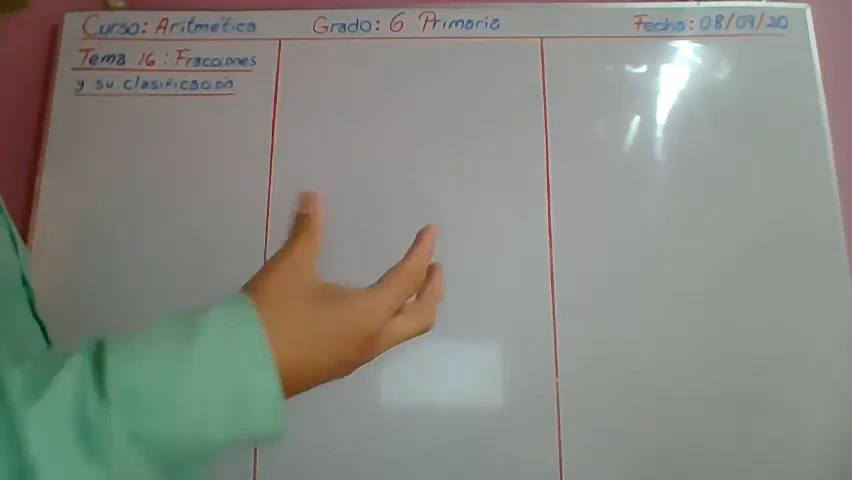 Curso: Aritmética Grado: 6 Primaria Fecha: 08/09/20
Tema 16: Fracciones
y su clasificación